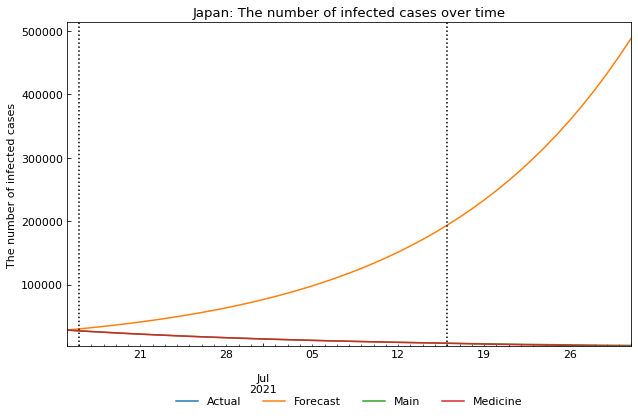 Japan: The number of infected cases over time
The number of infected cases
500000
400000
300000
200000
100000
21 28 05 12 19 26
Jul
2021
Actual Forecast Main Medicine